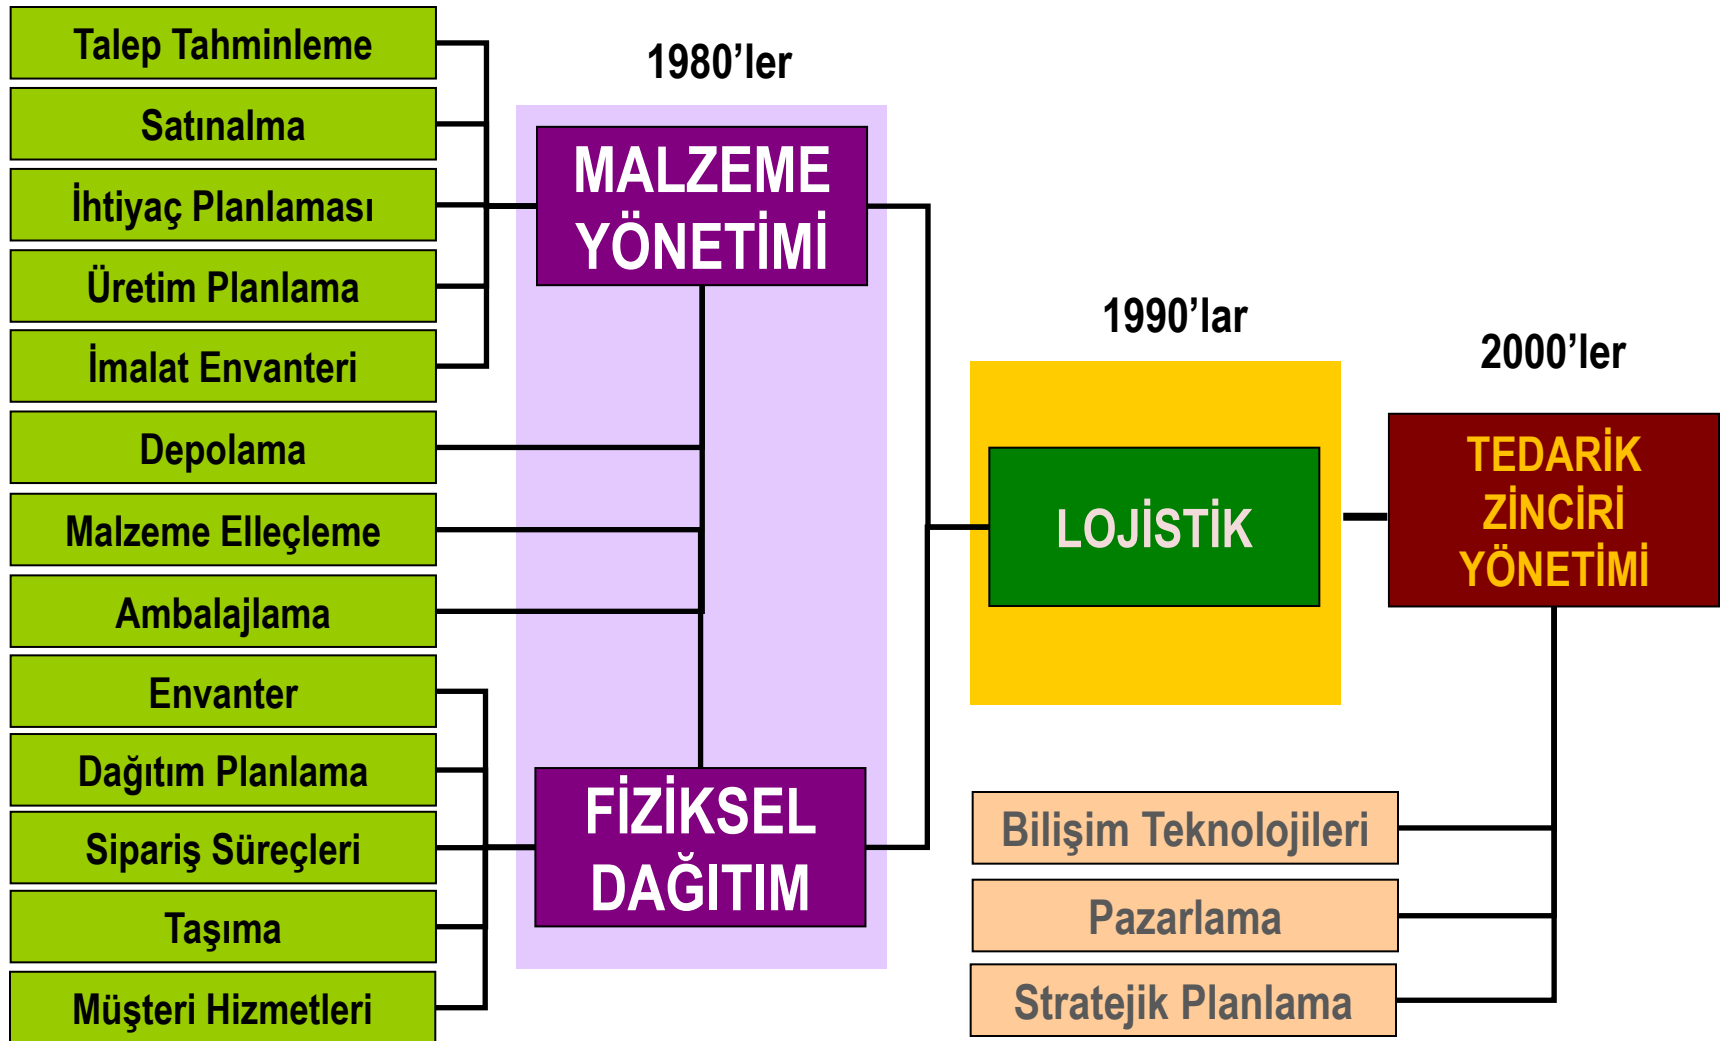 Talep Tahminleme
Satınalma
İhtiyaç Planlaması
Üretim Planlama
İmalat Envanteri
Depolama
Malzeme Elleçleme
Ambalajlama
Envanter
Dağıtım Planlama
Sipariş Süreçleri
Taşıma
Müşteri Hizmetleri
1980’ler
MALZEME
YÖNETİMİ
FİZİKSEL
DAĞITIM
1990’lar
LOJİSTİK
2000’ler
TEDARİK
ZİNCİRİ
YÖNETİMİ
Bilişim Teknolojileri
Pazarlama
Stratejik Planlama